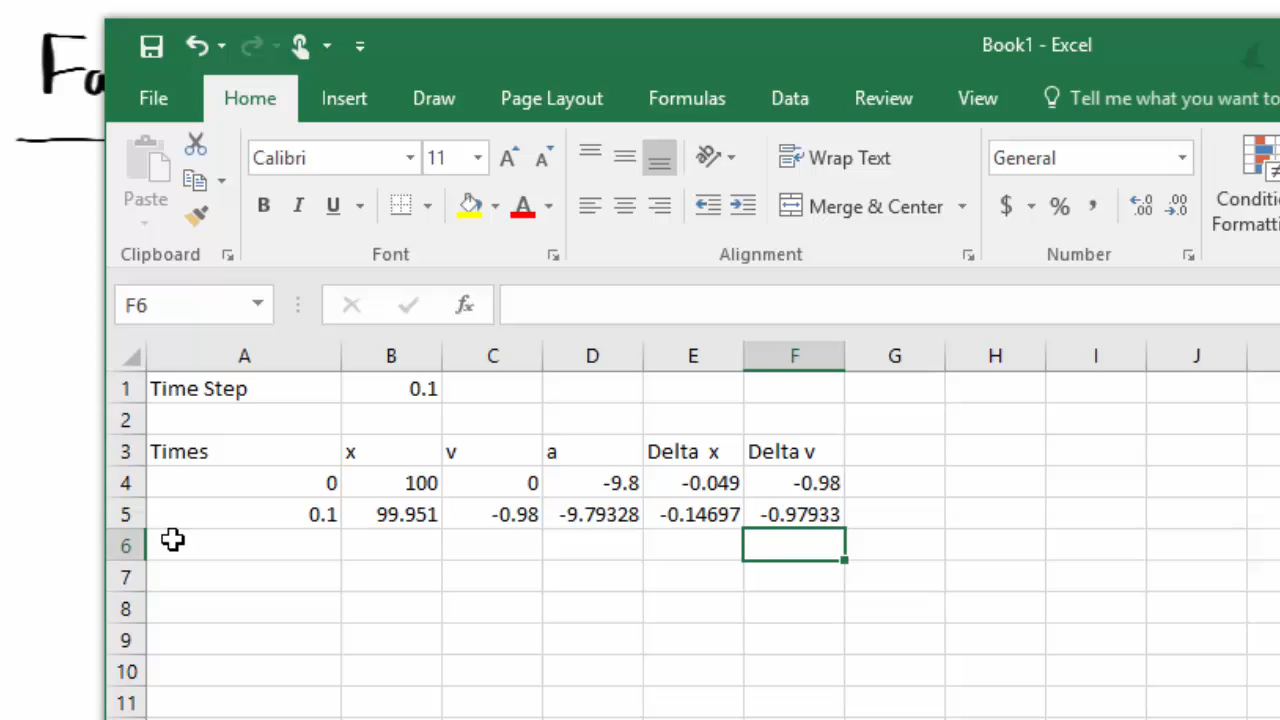 Book1 - Excel
File Home Insert Draw Page Layout Formulas Data Review View Tell me what you want to
Paste
Calibri 11
Wrap Text
General
B I U A
Merge & Center
$ % ,
Clipboard Font Alignment Number
F6 fx
A B C D E F G H I J
1 Time Step 0.1
2
3 Times x v a Delta x Delta v
4 0 100 0 -9.8 -0.049 -0.98
5 0.1 99.951 -0.98 -9.79328 -0.14697 -0.97933
6
7
8
9
10
11